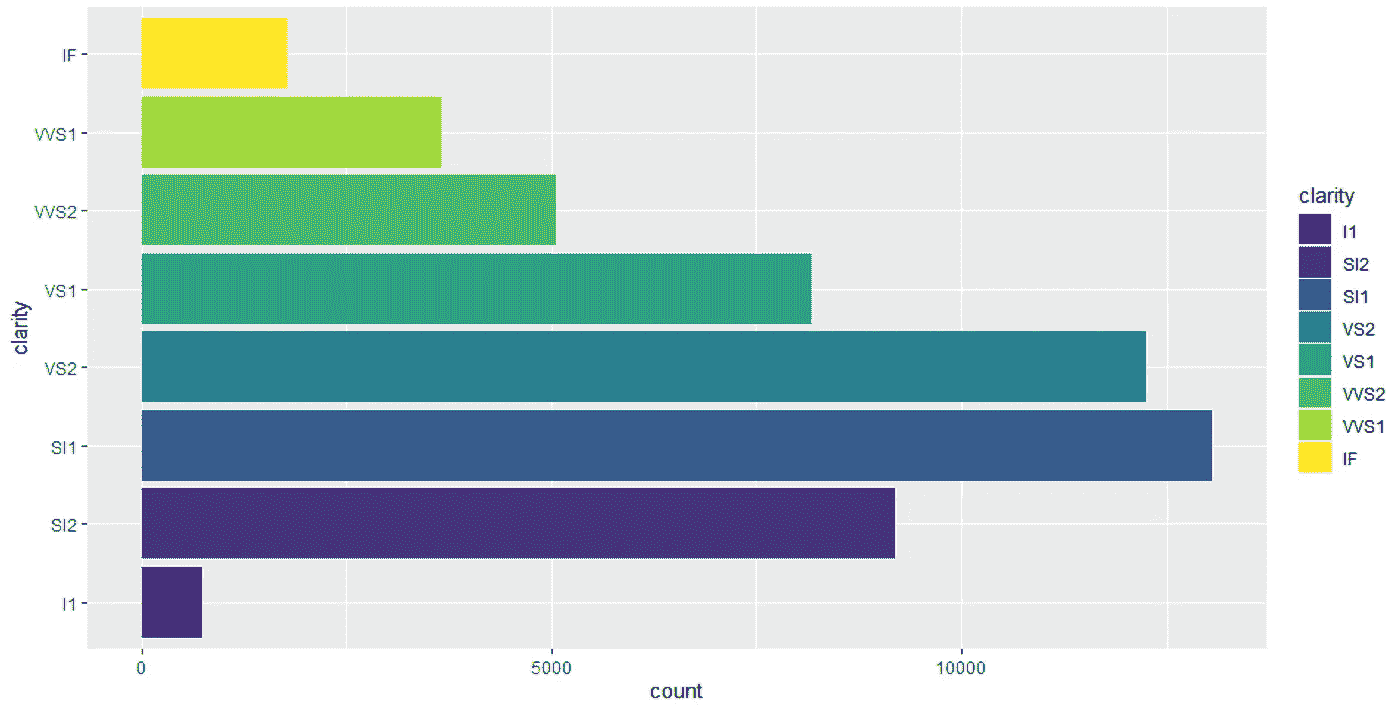 IF
VVS1
VVS2
VS1
VS2
SI1
SI2
I1
clarity
0 5000 10000
count
clarity
I1
SI2
SI1
VS2
VS1
VVS2
VVS1
IF